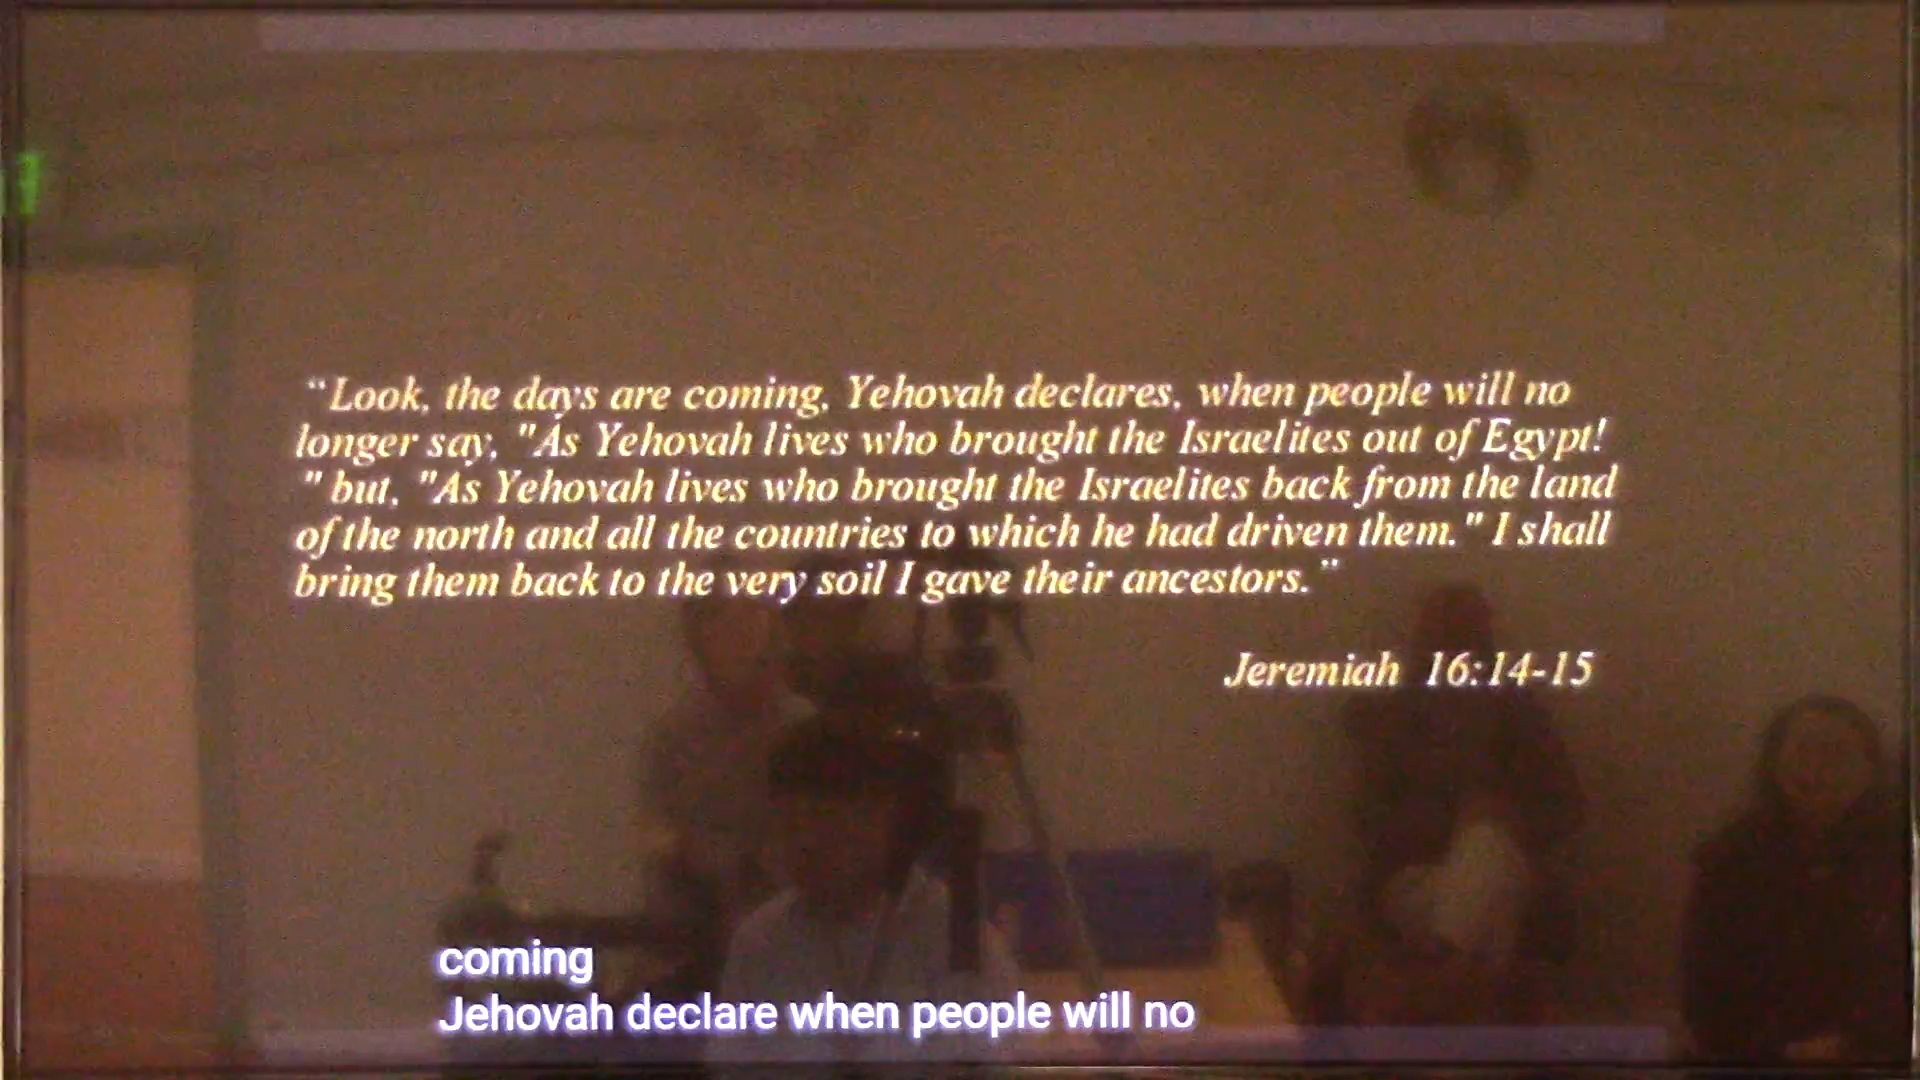 “Look, the days are coming, Yehovah declares, when people will no
longer say, "As Yehovah lives who brought the Israelites out of Egypt!
" but, "As Yehovah lives who brought the Israelites back from the land
of the north and all the countries to which he had driven them." I shall
bring them back to the very soil I gave their ancestors.”
Jeremiah 16:14-15
coming
Jehovah declare when people will no